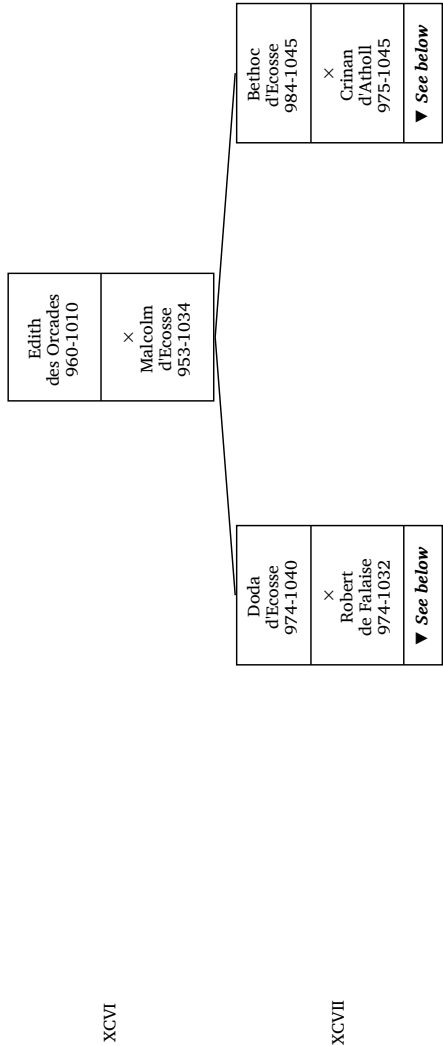 XCVI
Edith
des Orcades
960-1010
×
Malcolm
d'Ecosse
953-1034
XCVII
Doda
d'Ecosse
974-1040
×
Robert
de Falaise
974-1032
▼ See below
Bethoc
d'Ecosse
984-1045
×
Crinan
d'Atholl
975-1045
▼ See below